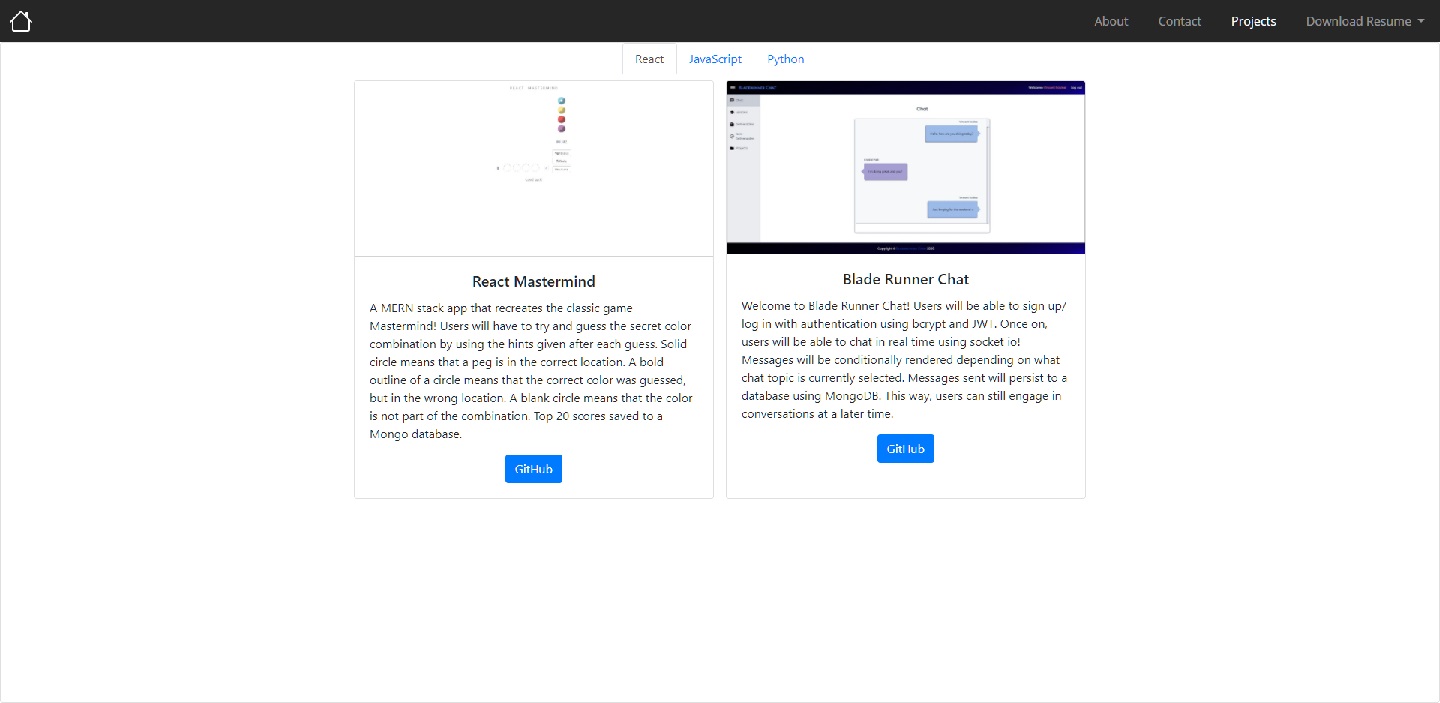 About Contact Projects Download Resume
React JavaScript Python
REACT MASTERMIND
Chat
React Mastermind
A MERN stack app that recreates the classic game
Mastermind! Users will have to try and guess the secret color
combination by using the hints given after each guess. Solid
circle means that a peg is in the correct location. A bold
outline of a circle means that the correct color was guessed,
but in the wrong location. A blank circle means that the color
is not part of the combination. Top 20 scores saved to a
Mongo database.
GitHub
Blade Runner Chat
Welcome to Blade Runner Chat! Users will be able to sign up/
log in with authentication using bcrypt and JWT. Once on,
users will be able to chat in real time using socket io!
Messages will be conditionally rendered depending on what
chat topic is currently selected. Messages sent will persist to a
database using MongoDB. This way, users can still engage in
conversations at a later time.
GitHub